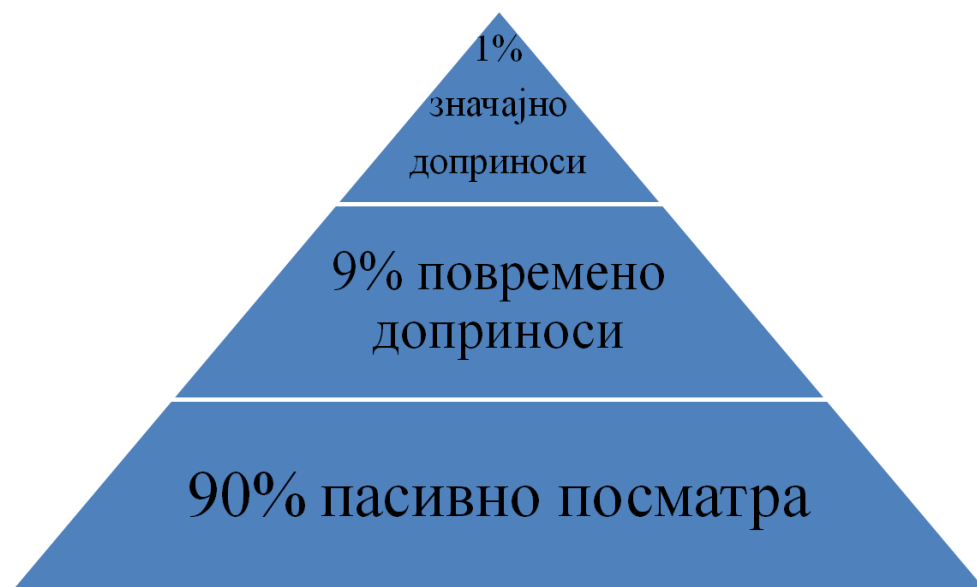 1%
значајно
доприноси
9% повремено
доприноси
90% пасивно посматра